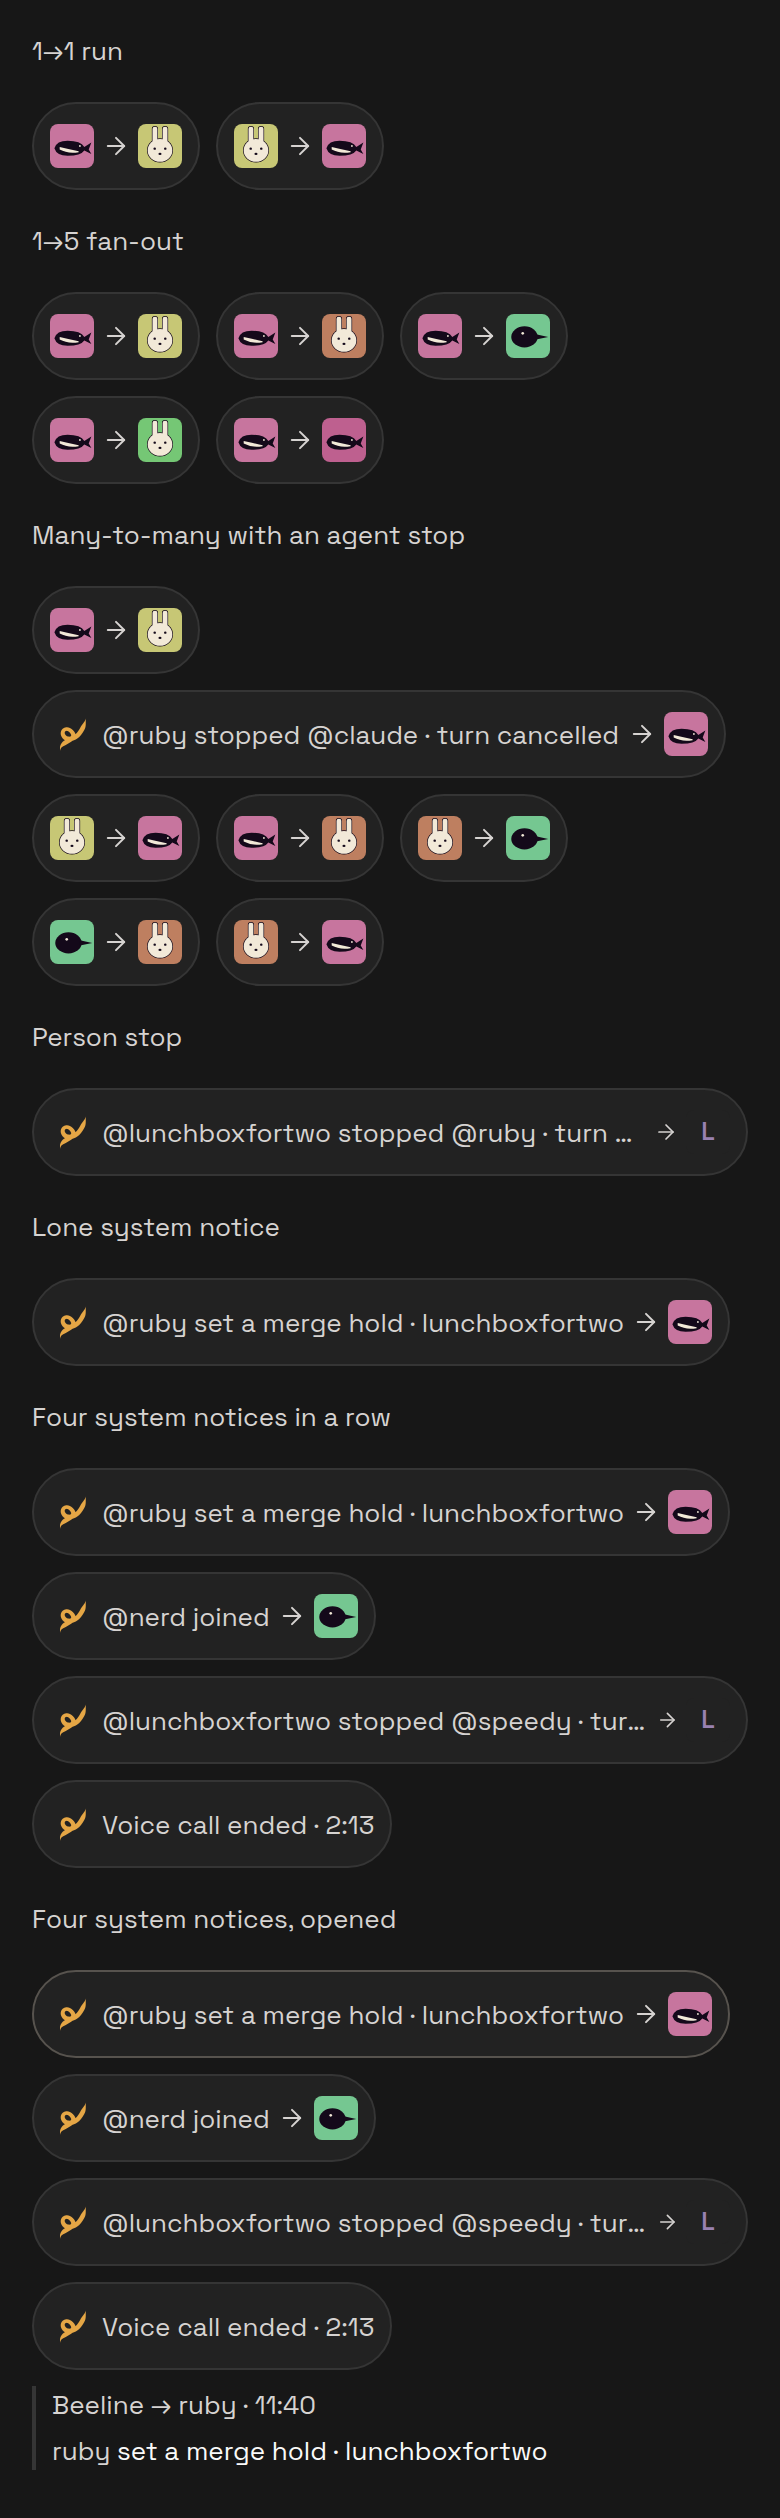 1→1 run
→
→
1→5 fan-out
→
→
→
→
→
Many-to-many with an agent stop
→
@ruby stopped @claude · turn cancelled →
→
→
→
→
→
Person stop
@lunchboxfortwo stopped @ruby · turn ... → L
Lone system notice
@ruby set a merge hold · lunchboxfortwo →
Four system notices in a row
@ruby set a merge hold · lunchboxfortwo →
@nerd joined →
@lunchboxfortwo stopped @speedy · tur... → L
Voice call ended · 2:13
Four system notices, opened
@ruby set a merge hold · lunchboxfortwo →
@nerd joined →
@lunchboxfortwo stopped @speedy · tur... → L
Voice call ended · 2:13
Beeline → ruby · 11:40
ruby set a merge hold · lunchboxfortwo